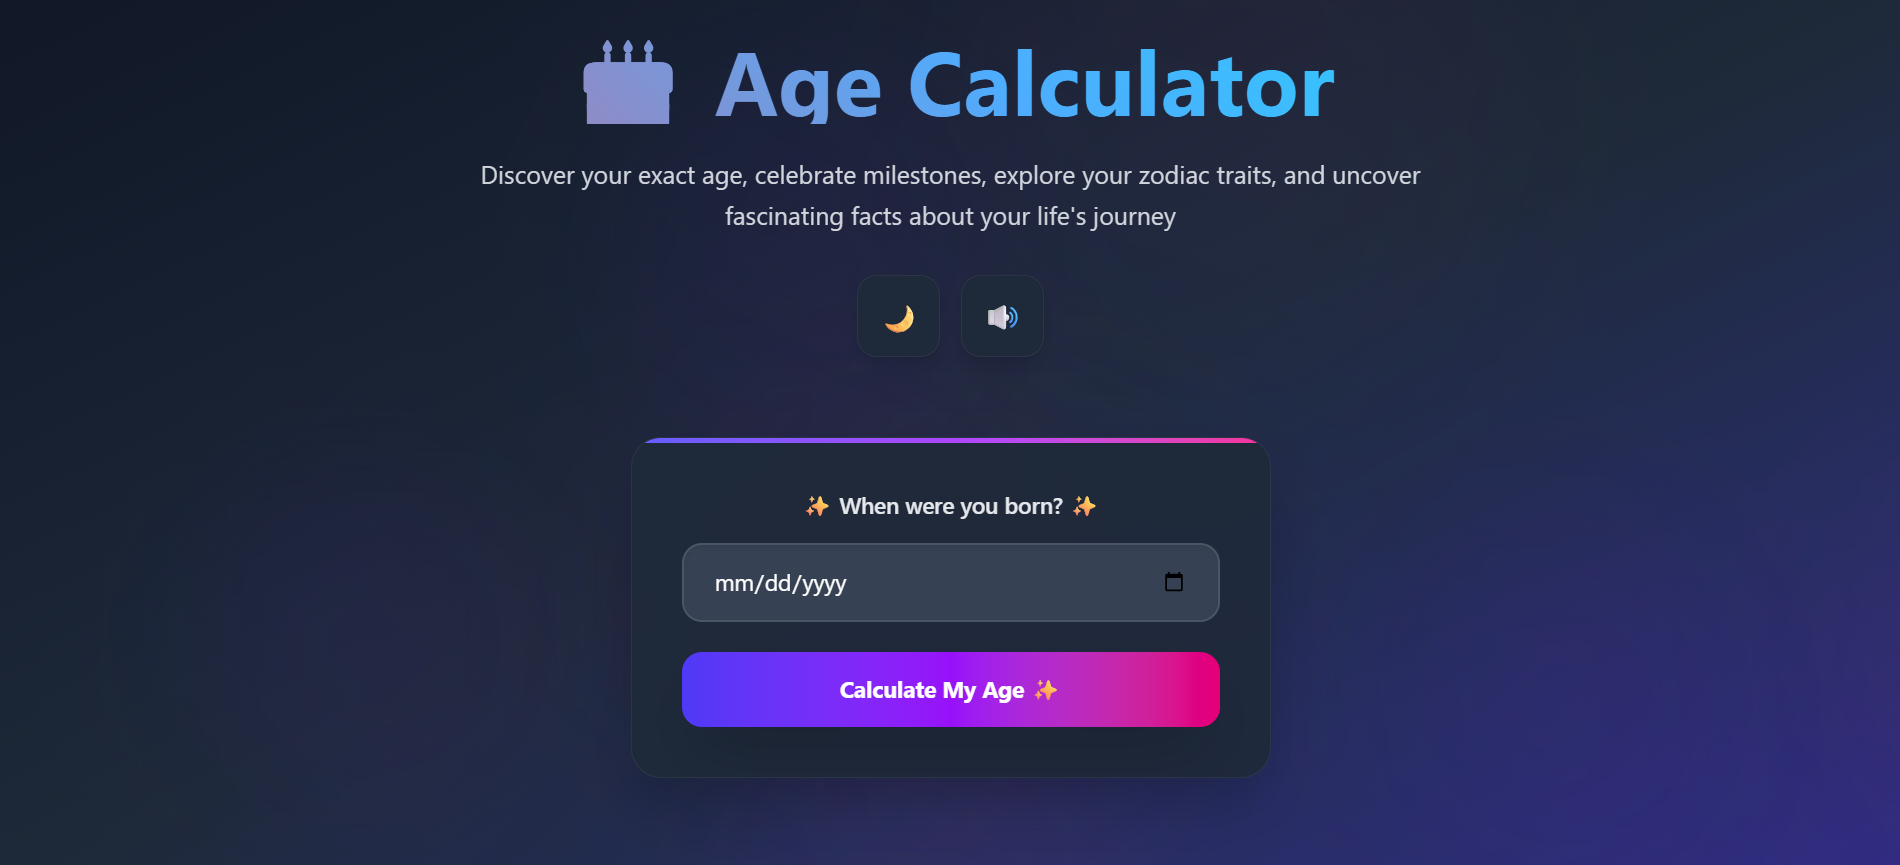 Age Calculator
Discover your exact age, celebrate milestones, explore your zodiac traits, and uncover
fascinating facts about your life's journey
When were you born?
mm/dd/yyyy
Calculate My Age